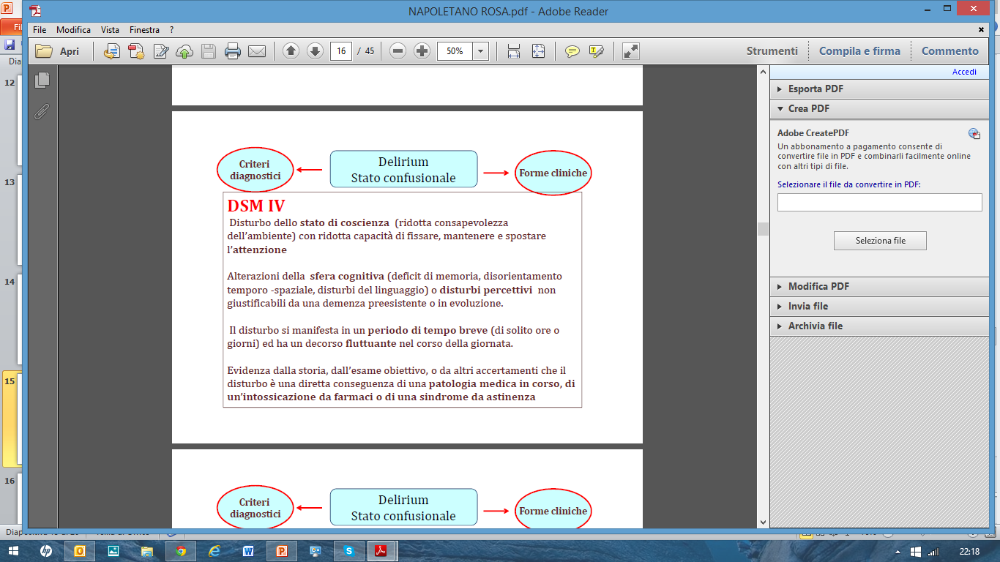 NAPOLETANO ROSA.pdf - Adobe Reader
File Modifica Vista Finestra ?
Apri
16 / 45
50%
Strumenti Compila e firma Commento
Accedi
12
13
14
15
16
Criteri
diagnostici
Delirium
Stato confusionale
Forme cliniche
DSM IV
Disturbo dello stato di coscienza (ridotta consapevolezza
dell'ambiente) con ridotta capacità di fissare, mantenere e spostare
l'attenzione
Alterazioni della sfera cognitiva (deficit di memoria, disorientamento
temporo -spaziale, disturbi del linguaggio) o disturbi percettivi non
giustificabili da una demenza preesistente o in evoluzione.
Il disturbo si manifesta in un periodo di tempo breve (di solito ore o
giorni) ed ha un decorso fluttuante nel corso della giornata.
Evidenza dalla storia, dall'esame obiettivo, o da altri accertamenti che il
disturbo è una diretta conseguenza di una patologia medica in corso, di
un'intossicazione da farmaci o di una sindrome da astinenza
Criteri
diagnostici
Delirium
Stato confusionale
Forme cliniche
Esporta PDF
Crea PDF
Adobe CreatePDF
Un abbonamento a pagamento consente di
convertire file in PDF e combinarli facilmente online
con altri tipi di file.
Selezionare il file da convertire in PDF:
Seleziona file
Modifica PDF
Invia file
Archivia file
22:18